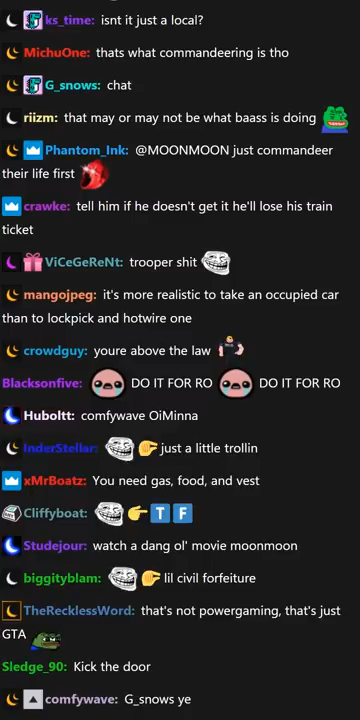 ks_time: isnt it just a local?
MichuOne: thats what commandeering is tho
G_snows: chat
riizm: that may or may not be what baass is doing
Phantom_Ink: @MOONMOON just commandeer
their life first
crawke: tell him if he doesn't get it he'll lose his train
ticket
ViCeGeReNt: trooper shit
mangojpeg: it's more realistic to take an occupied car
than to lockpick and hotwire one
crowdguy: youre above the law
Blacksonfive: DO IT FOR RO DO IT FOR RO
Huboltt: comfywave OiMinna
InderStellar: just a little trollin
xMrBoatz: You need gas, food, and vest
Cliffyboat: T F
Studejour: watch a dang ol' movie moonmoon
biggityblam: lil civil forfeiture
TheRecklessWord: that's not powergaming, that's just
GTA
Sledge_90: Kick the door
comfywave: G_snows ye